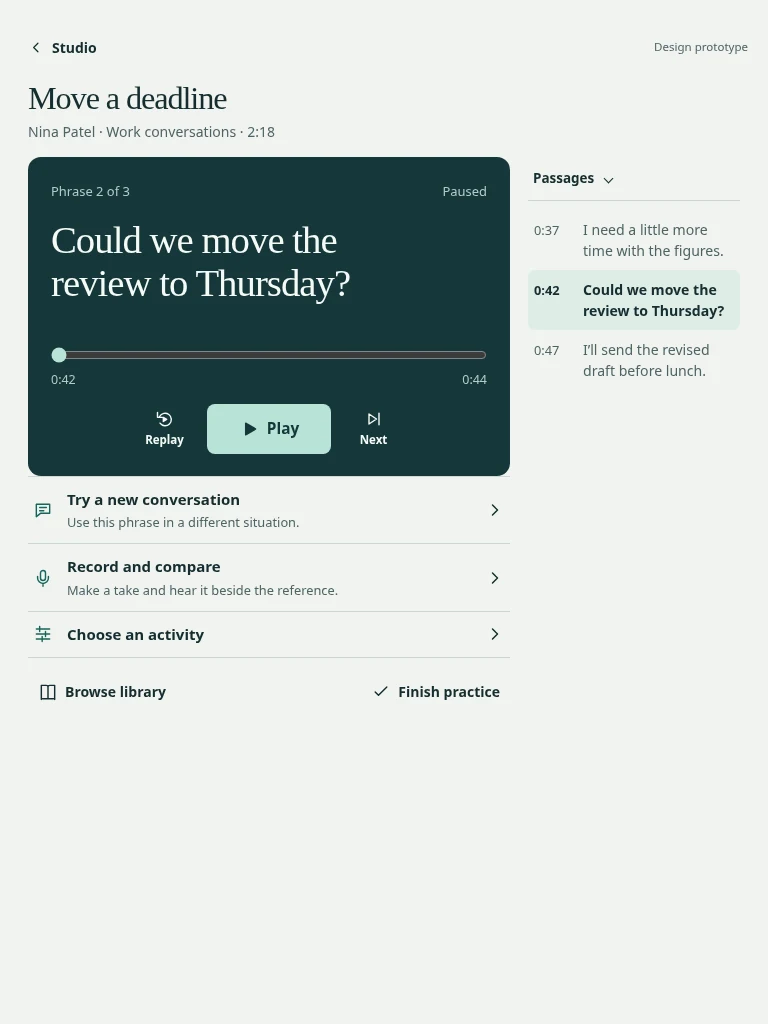 Studio
Design prototype
Move a deadline
Nina Patel · Work conversations · 2:18
Phrase 2 of 3
Paused
Could we move the
review to Thursday?
0:42
0:44
Replay
Play
Next
Try a new conversation
Use this phrase in a different situation.
Record and compare
Make a take and hear it beside the reference.
Choose an activity
Browse library
Finish practice
Passages
0:37
I need a little more
time with the figures.
0:42
Could we move the
review to Thursday?
0:47
I’ll send the revised
draft before lunch.